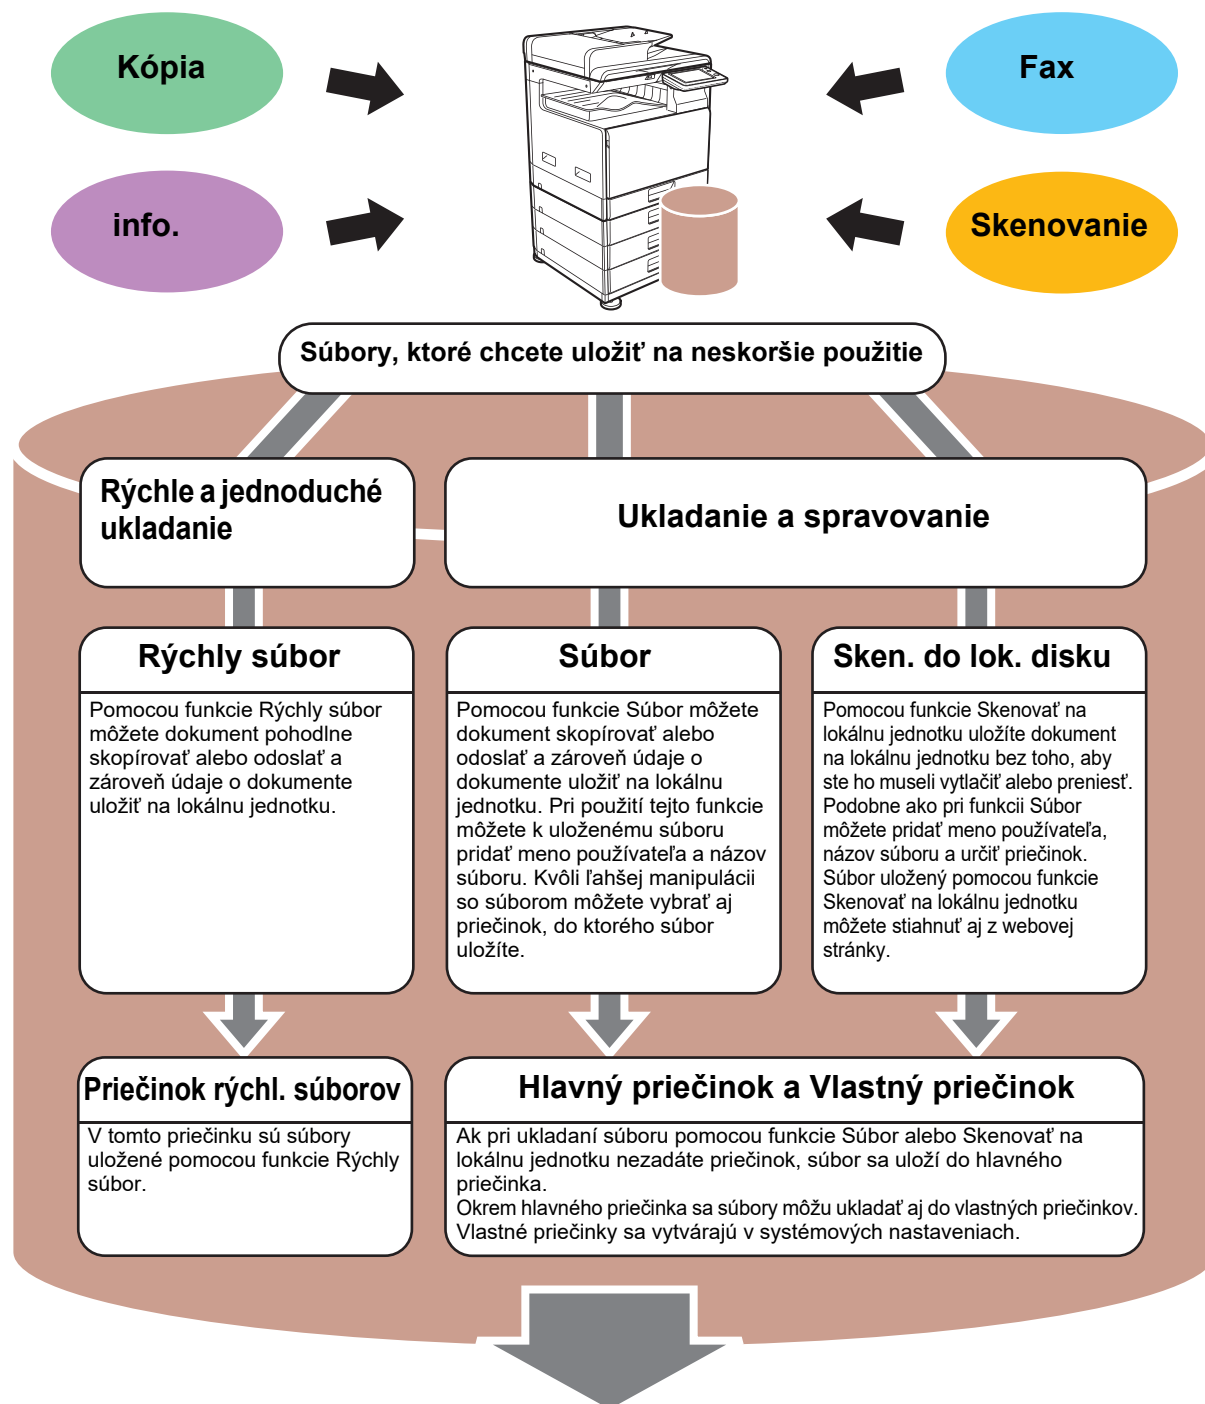 Kópia
Fax
info.
Skenovanie
Súbory, ktoré chcete uložiť na neskoršie použitie
Rýchle a jednoduché
ukladanie
Ukladanie a spravovanie
Rýchly súbor
Pomocou funkcie Rýchly súbor
môžete dokument pohodlne
skopírovať alebo odoslať a
zároveň údaje o dokumente
uložiť na lokálnu jednotku.
Súbor
Pomocou funkcie Súbor môžete
dokument skopírovať alebo
odoslať a zároveň údaje o
dokumente uložiť na lokálnu
jednotku. Pri použití tejto funkcie
môžete k uloženému súboru
pridať meno používateľa a názov
súboru. Kvôli ľahšej manipulácii
so súborom môžete vybrať aj
priečinok, do ktorého súbor
uložíte.
Sken. do lok. disku
Pomocou funkcie Skenovať na
lokálnu jednotku uložíte dokument
na lokálnu jednotku bez toho, aby
ste ho museli vytlačiť alebo preniesť.
Podobne ako pri funkcii Súbor
môžete pridať meno používateľa,
názov súboru a určiť priečinok.
Súbor uložený pomocou funkcie
Skenovať na lokálnu jednotku
môžete stiahnuť aj z webovej
stránky.
Priečinok rýchl. súborov
V tomto priečinku sú súbory
uložené pomocou funkcie Rýchly
súbor.
Hlavný priečinok a Vlastný priečinok
Ak pri ukladaní súboru pomocou funkcie Súbor alebo Skenovať na
lokálnu jednotku nezadáte priečinok, súbor sa uloží do hlavného
priečinka.
Okrem hlavného priečinka sa súbory môžu ukladať aj do vlastných priečinkov.
Vlastné priečinky sa vytvárajú v systémových nastaveniach.